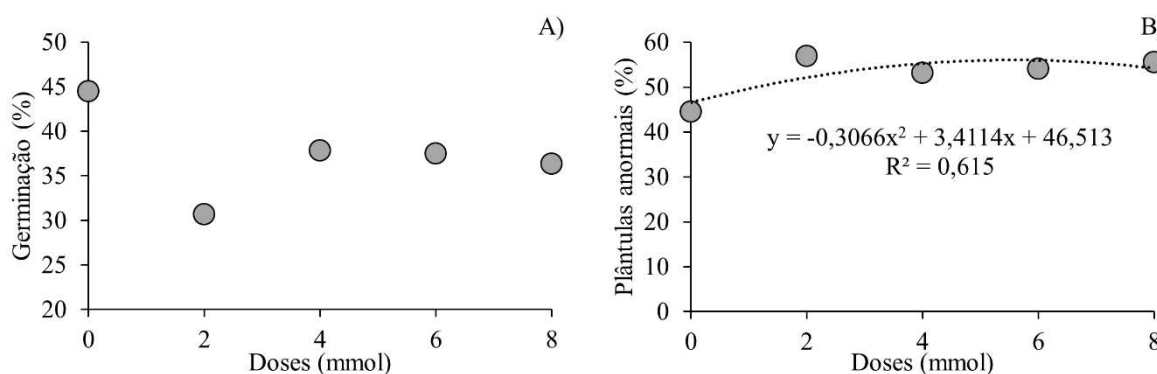 A)
50
45
40
35
30
25
20
Germinação (%)
0 2 4 6 8
Doses (mmol)
B
60
50
40
30
20
10
0
Plântulas anormais (%)
y = -0,3066x² + 3,4114x + 46,513
R² = 0,615
0 2 4 6 8
Doses (mmol)